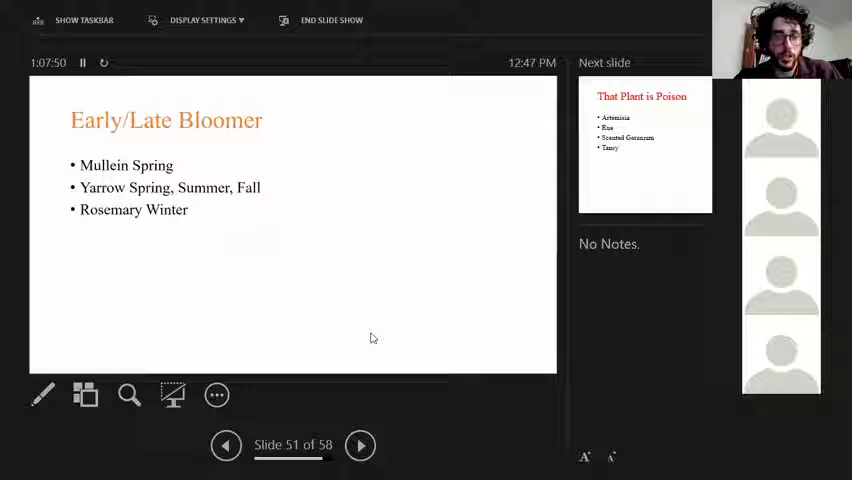 SHOW TASKBAR
DISPLAY SETTINGS ▼
END SLIDE SHOW
1:07:50
12:47 PM
Early/Late Bloomer
• Mullein Spring
• Yarrow Spring, Summer, Fall
• Rosemary Winter
Next slide
That Plant is Poison
• Artemisia
• Rue
• Scented Geranium
• Tansy
No Notes.
Slide 51 of 58
A A